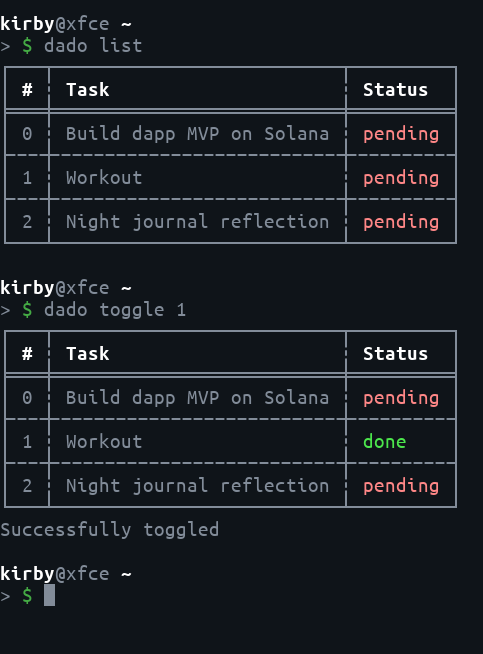 kirby@xfce ~
> $ dado list
# Task Status
0 Build dapp MVP on Solana pending
1 Workout pending
2 Night journal reflection pending
kirby@xfce ~
> $ dado toggle 1
# Task Status
0 Build dapp MVP on Solana pending
1 Workout done
2 Night journal reflection pending
Successfully toggled
kirby@xfce ~
> $